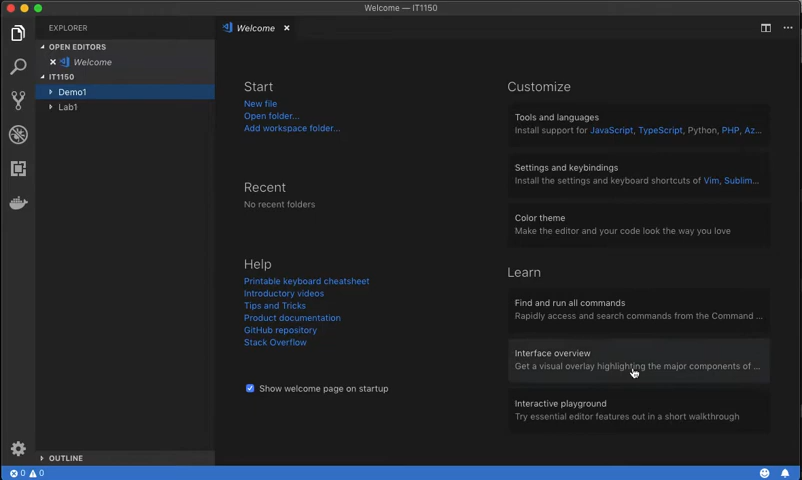 Welcome — IT1150
EXPLORER
OPEN EDITORS
Welcome
IT1150
Demo1
Lab1
OUTLINE
Welcome
Start
New file
Open folder...
Add workspace folder...
Recent
No recent folders
Help
Printable keyboard cheatsheet
Introductory videos
Tips and Tricks
Product documentation
GitHub repository
Stack Overflow
Show welcome page on startup
Customize
Tools and languages
Install support for JavaScript, TypeScript, Python, PHP, Az...
Settings and keybindings
Install the settings and keyboard shortcuts of Vim, Sublim...
Color theme
Make the editor and your code look the way you love
Learn
Find and run all commands
Rapidly access and search commands from the Command ...
Interface overview
Get a visual overlay highlighting the major components of ...
Interactive playground
Try essential editor features out in a short walkthrough
0 0